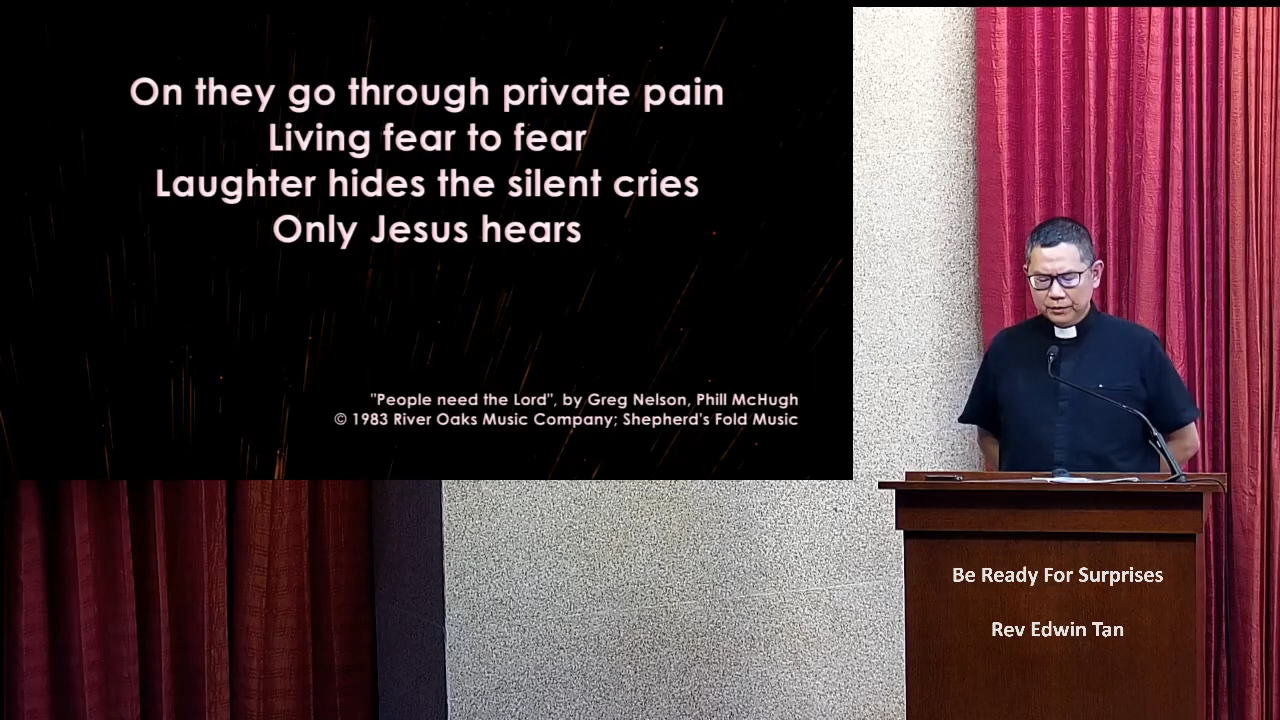 On they go through private pain
Living fear to fear
Laughter hides the silent cries
Only Jesus hears
"People need the Lord", by Greg Nelson, Phill McHugh
© 1983 River Oaks Music Company; Shepherd's Fold Music
Be Ready For Surprises
Rev Edwin Tan